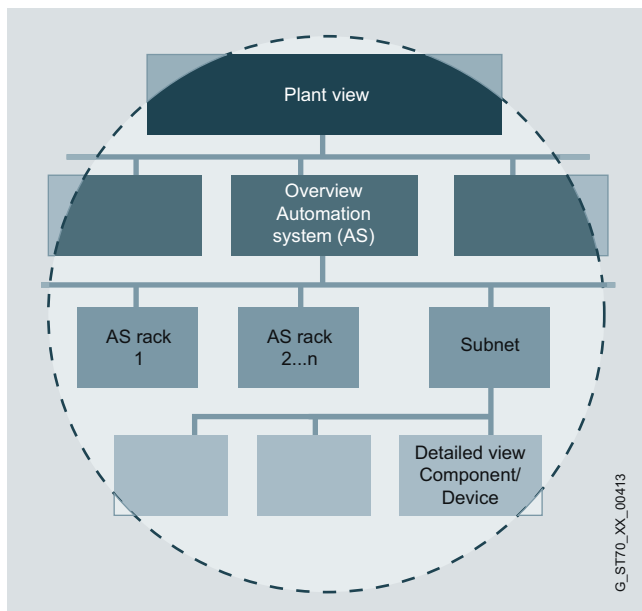 Plant view
Overview
Automation
system (AS)
AS rack
1
AS rack
2...n
Subnet
Detailed view
Component/
Device
G_ST70_XX_00413